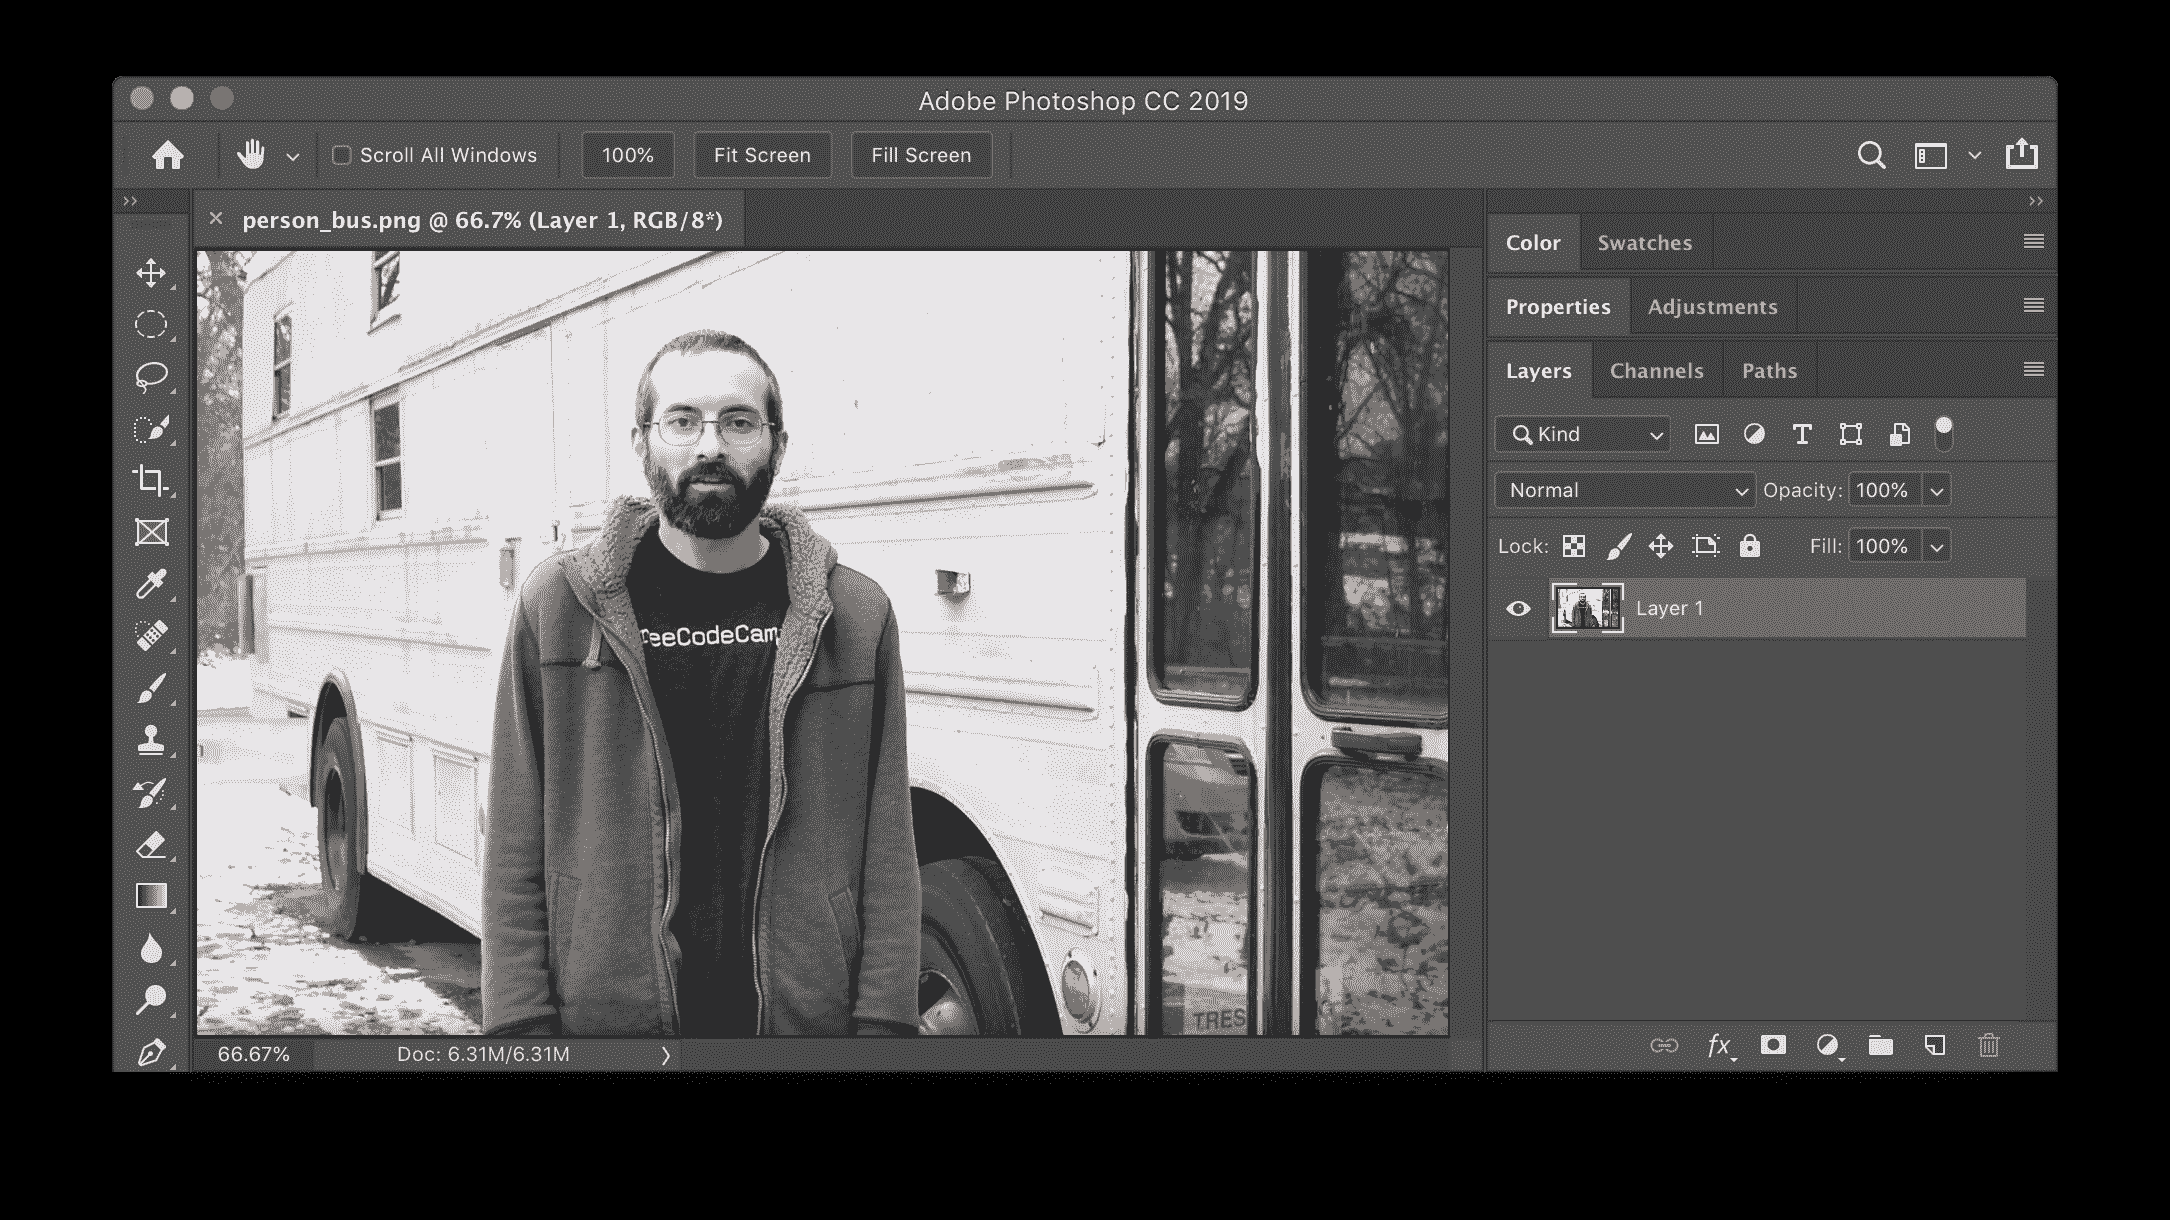 Adobe Photoshop CC 2019
Scroll All Windows 100% Fit Screen Fill Screen
person_bus.png @ 66.7% (Layer 1, RGB/8*)
Color Swatches
Properties Adjustments
Layers Channels Paths
Kind
Normal Opacity: 100%
Lock: Fill: 100%
Layer 1
reeCodeCam
TRES
66.67% Doc: 6.31M/6.31M
fx